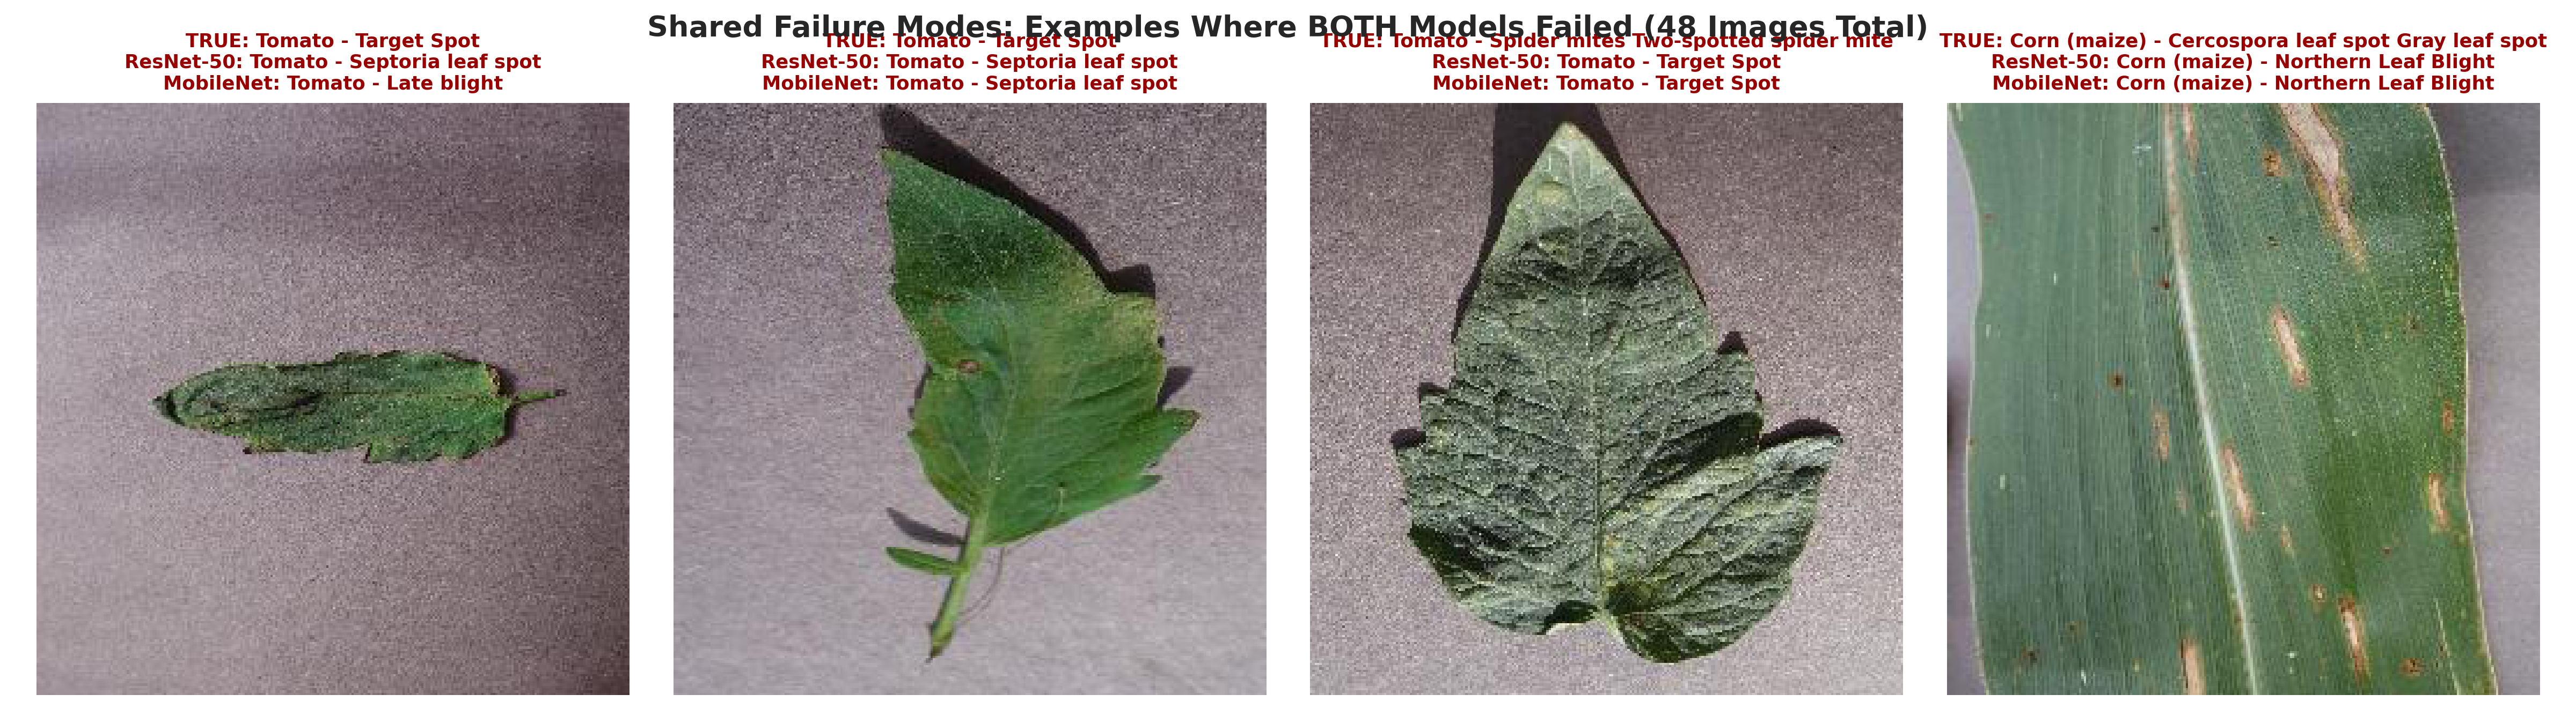 Shared Failure Modes: Examples Where BOTH Models Failed (48 Images Total)
TRUE: Tomato - Target Spot
ResNet-50: Tomato - Septoria leaf spot
MobileNet: Tomato - Late blight
TRUE: Tomato - Target Spot
ResNet-50: Tomato - Septoria leaf spot
MobileNet: Tomato - Septoria leaf spot
TRUE: Tomato - Spider mites Two-spotted spider mite
ResNet-50: Tomato - Target Spot
MobileNet: Tomato - Target Spot
TRUE: Corn (maize) - Cercospora leaf spot Gray leaf spot
ResNet-50: Corn (maize) - Northern Leaf Blight
MobileNet: Corn (maize) - Northern Leaf Blight